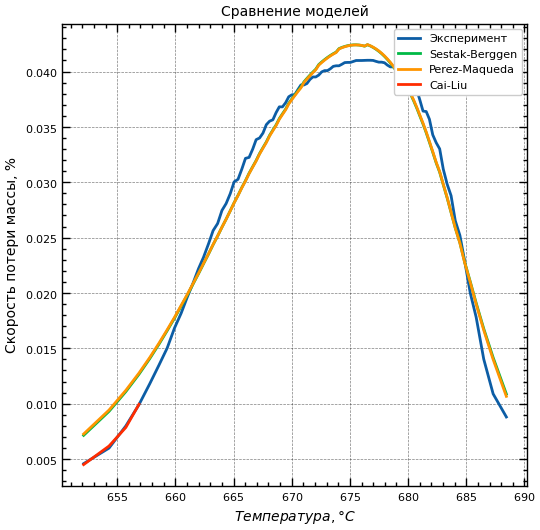 Сравнение моделей
Эксперимент
Sestak-Berggen
Perez-Maqueda
Cai-Liu
Скорость потери массы, %
0.040
0.035
0.030
0.025
0.020
0.015
0.010
0.005
655 660 665 670 675 680 685 690
Температура, °C